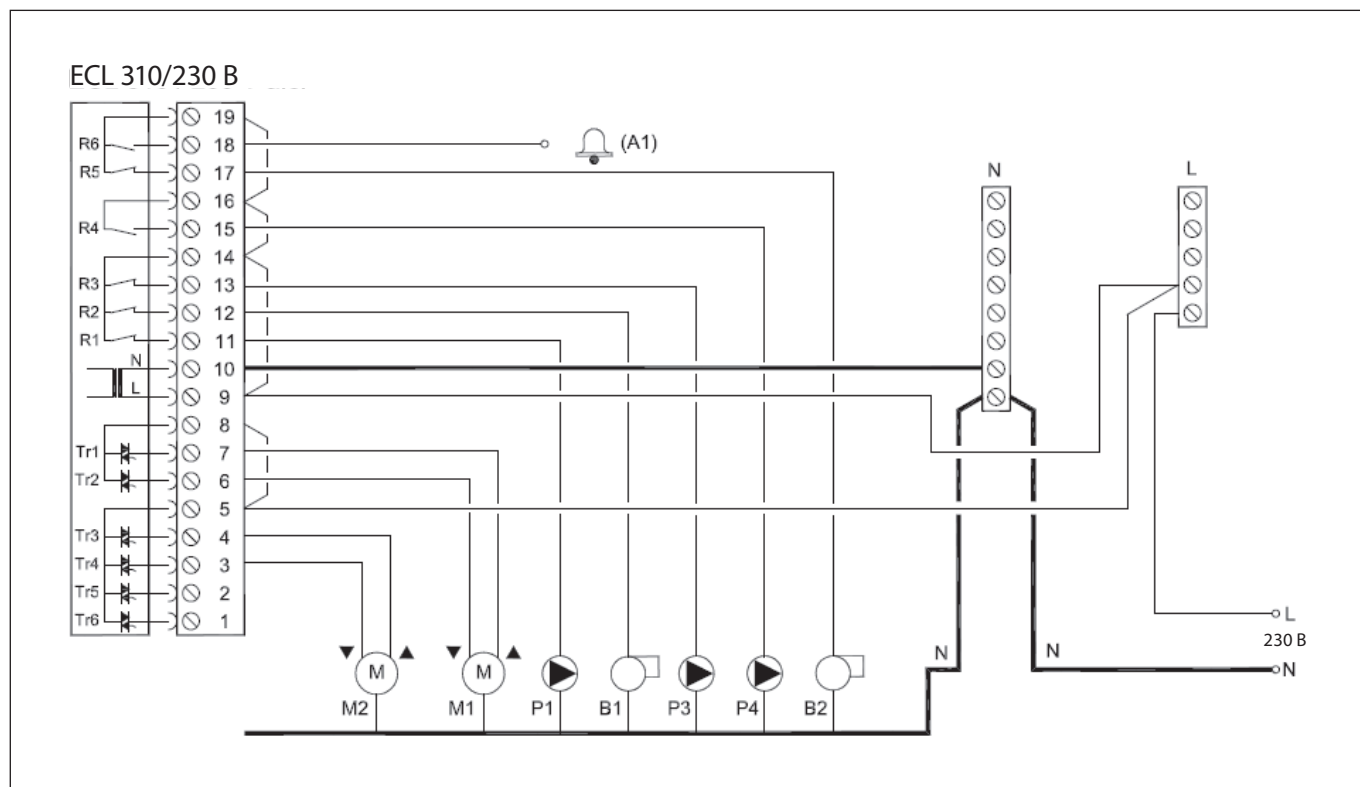 ECL 310/230 В
19
R6 18 (A1)
R5 17
N L
16
R4 15
14
R3 13
R2 12
R1 11
N 10
L 9
8
Tr1 7
Tr2 6
5
Tr3 4
Tr4 3
Tr5 2
Tr6 1
L
230 В
N N N
M M
M2 M1 P1 B1 P3 P4 B2